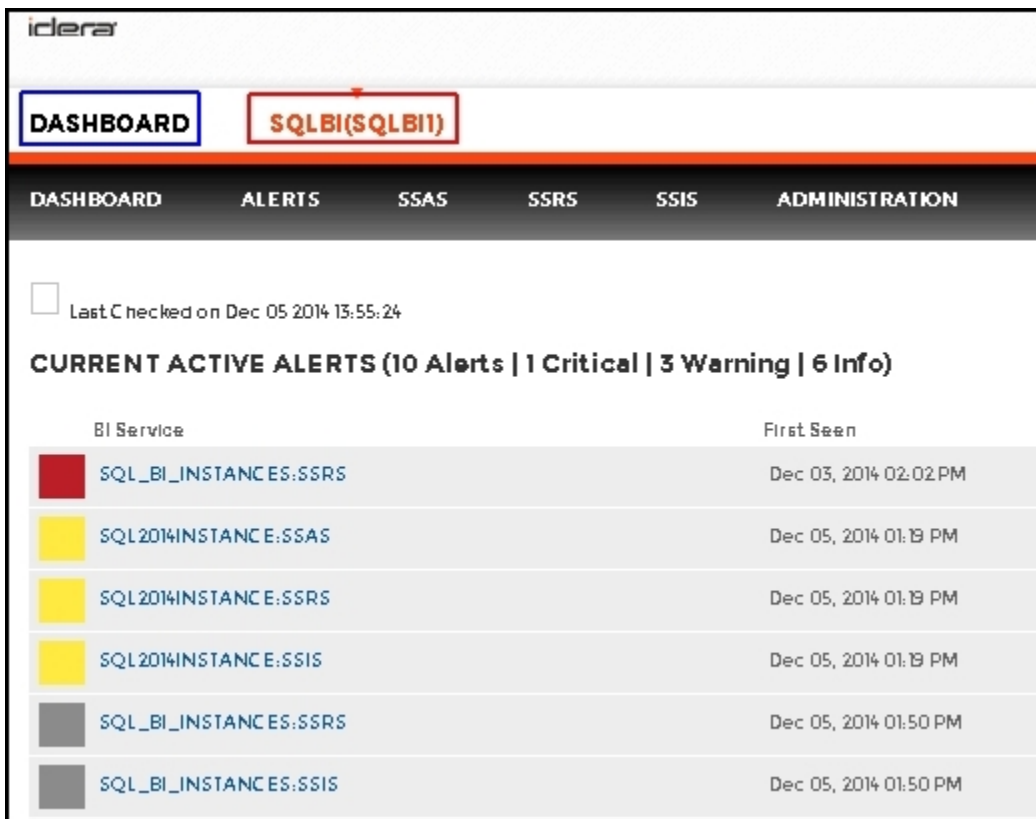 idera
DASHBOARD SQLBI(SQLBI1)
DASHBOARD ALERTS SSAS SSRS SSIS ADMINISTRATION
Last Checked on Dec 05 2014 13:55:24
CURRENT ACTIVE ALERTS (10 Alerts | 1 Critical | 3 Warning | 6 Info)
BI Service First Seen
SQL_BI_INSTANCES:SSRS Dec 03, 2014 02:02 PM
SQL2014INSTANCE:SSAS Dec 05, 2014 01:19 PM
SQL2014INSTANCE:SSRS Dec 05, 2014 01:19 PM
SQL2014INSTANCE:SSIS Dec 05, 2014 01:19 PM
SQL_BI_INSTANCES:SSRS Dec 05, 2014 01:50 PM
SQL_BI_INSTANCES:SSIS Dec 05, 2014 01:50 PM